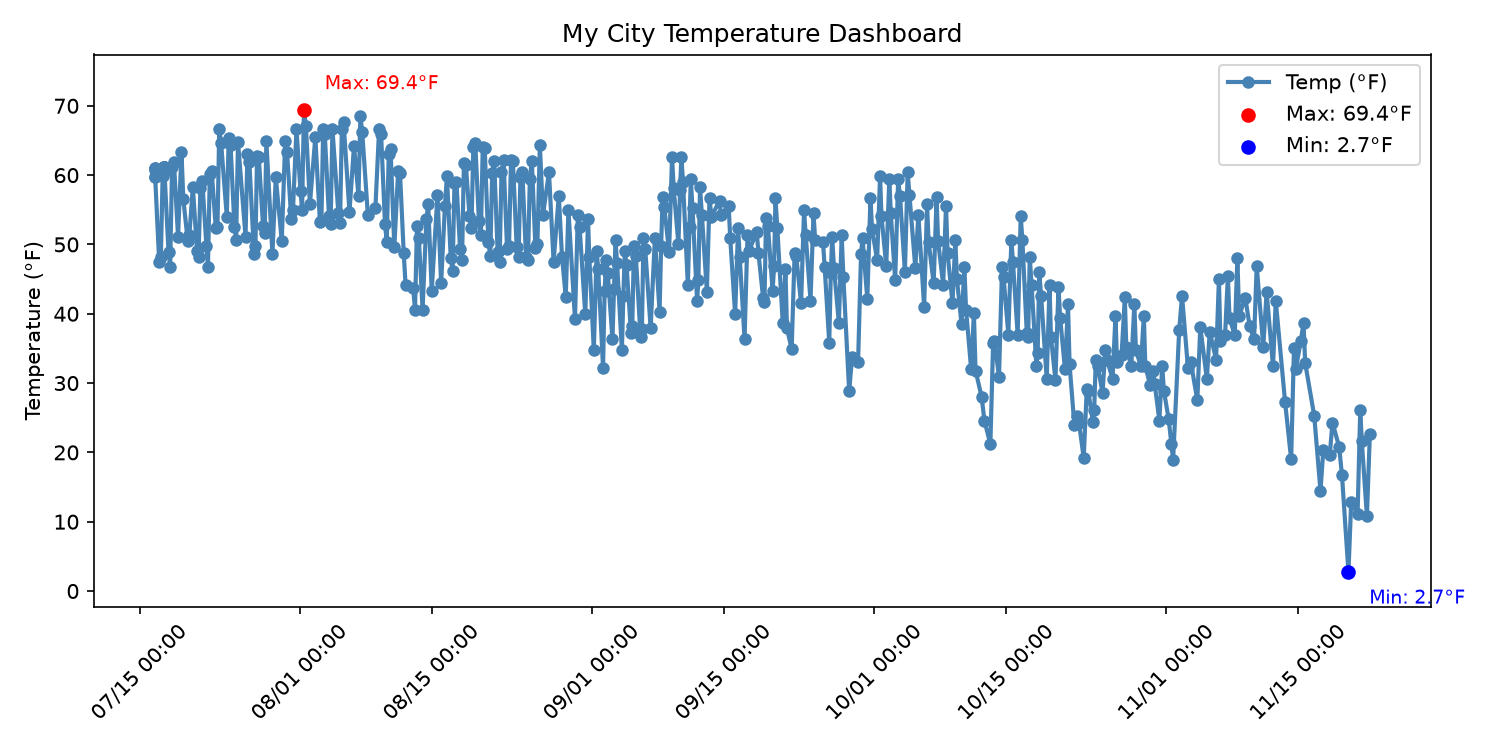 My City Temperature Dashboard
Max: 69.4°F
Temp (°F)
Max: 69.4°F
Min: 2.7°F
Temperature (°F)
70
60
50
40
30
20
10
0
Min: 2.7°F
07/15 00:00
08/01 00:00
08/15 00:00
09/01 00:00
09/15 00:00
10/01 00:00
10/15 00:00
11/01 00:00
11/15 00:00